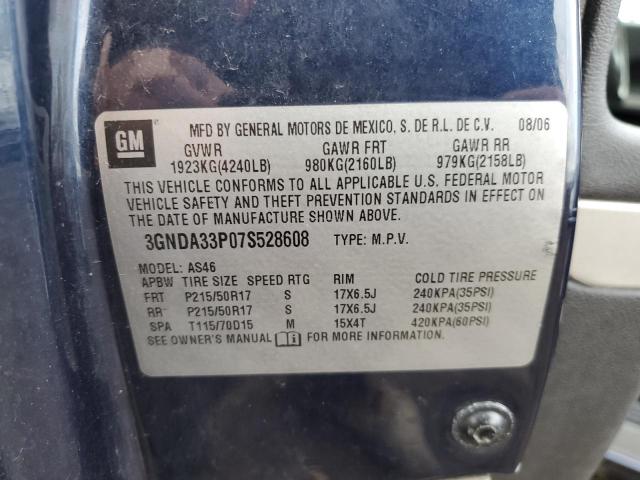 GM
MFD BY GENERAL MOTORS DE MEXICO, S. DE R.L. DE C.V. 08/06
GVWR GAWR FRT GAWR RR
1923KG(4240LB) 980KG(2160LB) 979KG(2158LB)
THIS VEHICLE CONFORMS TO ALL APPLICABLE U.S. FEDERAL MOTOR
VEHICLE SAFETY AND THEFT PREVENTION STANDARDS IN EFFECT ON
THE DATE OF MANUFACTURE SHOWN ABOVE.
3GNDA33P07S528608 TYPE: M.P.V.
MODEL: AS46
APBW TIRE SIZE SPEED RTG RIM COLD TIRE PRESSURE
FRT P215/50R17 S 17X6.5J 240KPA(35PSI)
RR P215/50R17 S 17X6.5J 240KPA(35PSI)
SPA T115/70D15 M 15X4T 420KPA(60PSI)
SEE OWNER'S MANUAL FOR MORE INFORMATION.